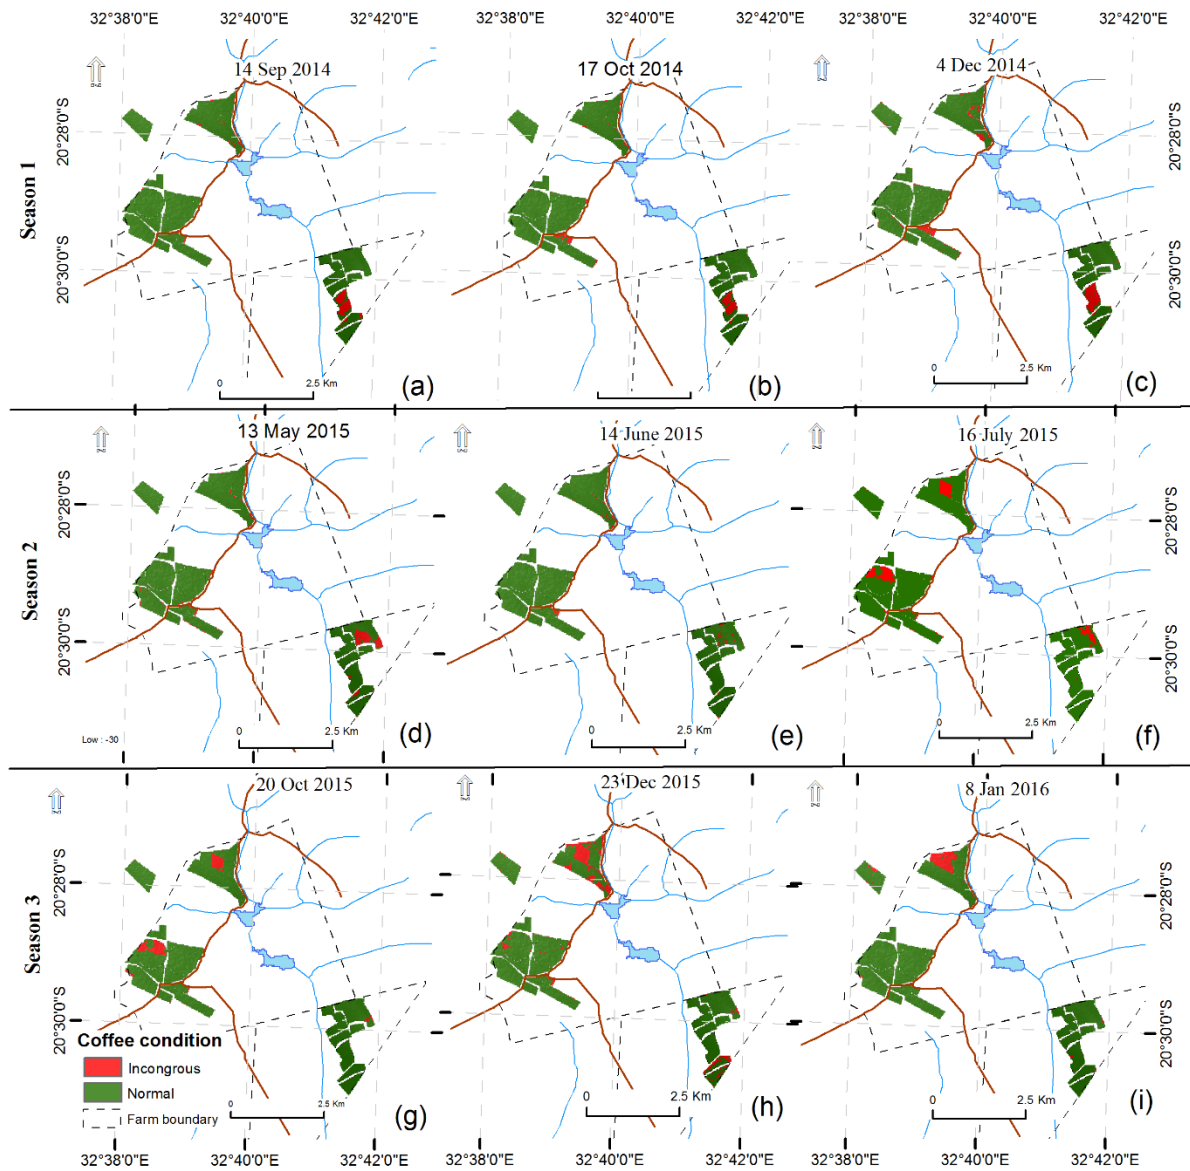 32°38'0"E 32°40'0"E 32°42'0"E 32°38'0"E 32°40'0"E 32°42'0"E 32°38'0"E 32°40'0"E 32°42'0"E
Season 1
20°28'0"S
20°30'0"S
14 Sep 2014
N
0 2.5 Km
(a)
17 Oct 2014
0 2.5 Km
(b)
4 Dec 2014
N
0 2.5 Km
(c)
20°28'0"S
20°30'0"S
Season 2
20°28'0"S
20°30'0"S
13 May 2015
N
Low : -30
0 2.5 Km
(d)
14 June 2015
N
0 2.5 Km
(e)
16 July 2015
N
0 2.5 Km
(f)
20°28'0"S
20°30'0"S
Season 3
20°28'0"S
20°30'0"S
20 Oct 2015
N
Coffee condition
Incongrous
Normal
Farm boundary
0 2.5 Km
(g)
23 Dec 2015
N
0 2.5 Km
(h)
8 Jan 2016
N
0 2.5 Km
(i)
20°28'0"S
20°30'0"S
32°38'0"E 32°40'0"E 32°42'0"E 32°38'0"E 32°40'0"E 32°42'0"E 32°38'0"E 32°40'0"E 32°42'0"E